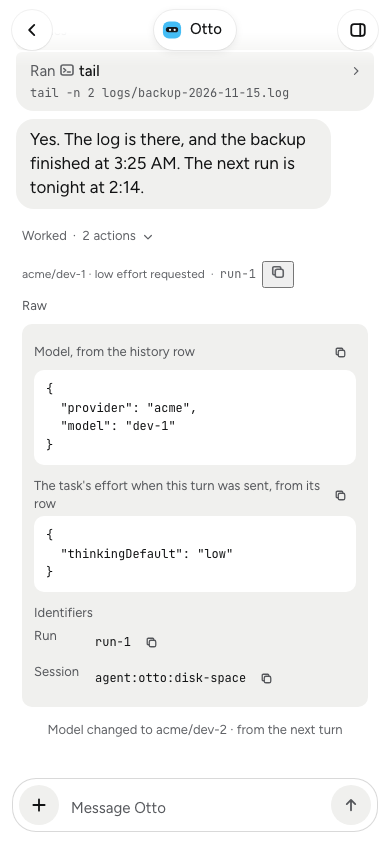 Otto
Ran tail
tail -n 2 logs/backup-2026-11-15.log
Yes. The log is there, and the backup
finished at 3:25 AM. The next run is
tonight at 2:14.
Worked · 2 actions
acme/dev-1 · low effort requested · run-1
Raw
Model, from the history row
{
  "provider": "acme",
  "model": "dev-1"
}
The task's effort when this turn was sent, from its
row
{
  "thinkingDefault": "low"
}
Identifiers
Run run-1
Session agent:otto:disk-space
Model changed to acme/dev-2 · from the next turn
Message Otto